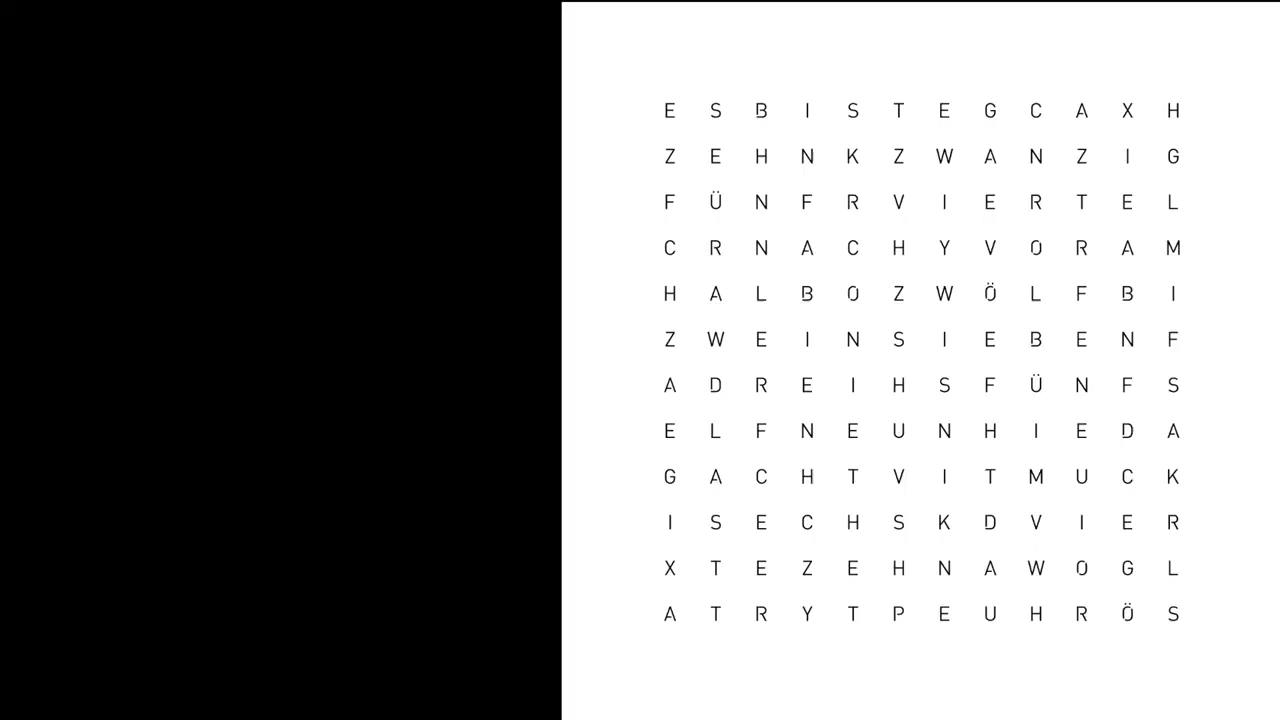 E S B I S T E G C A X H
Z E H N K Z W A N Z I G
F Ü N F R V I E R T E L
C R N A C H Y V O R A M
H A L B O Z W Ö L F B I
Z W E I N S I E B E N F
A D R E I H S F Ü N F S
E L F N E U N H I E D A
G A C H T V I T M U C K
I S E C H S K D V I E R
X T E Z E H N A W O G L
A T R Y T P E U H R Ö S